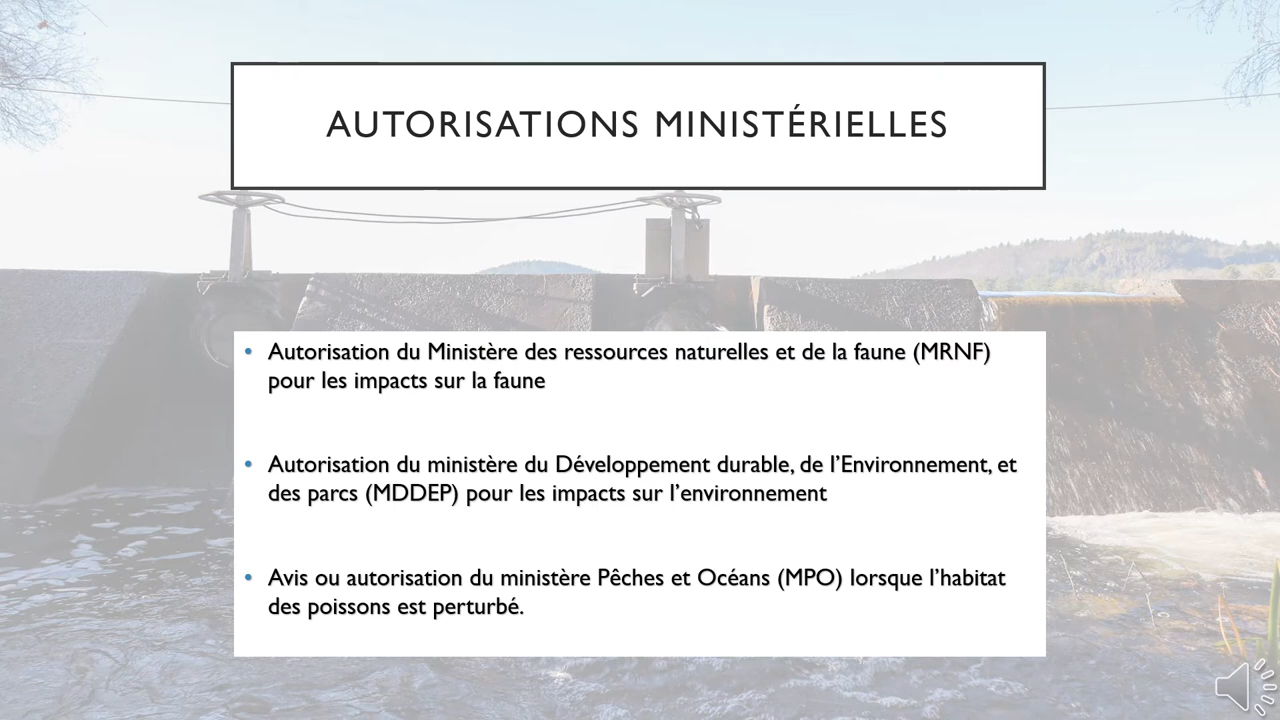 AUTORISATIONS MINISTÉRIELLES
• Autorisation du Ministère des ressources naturelles et de la faune (MRNF)
pour les impacts sur la faune
• Autorisation du ministère du Développement durable, de l’Environnement, et
des parcs (MDDEP) pour les impacts sur l’environnement
• Avis ou autorisation du ministère Pêches et Océans (MPO) lorsque l’habitat
des poissons est perturbé.